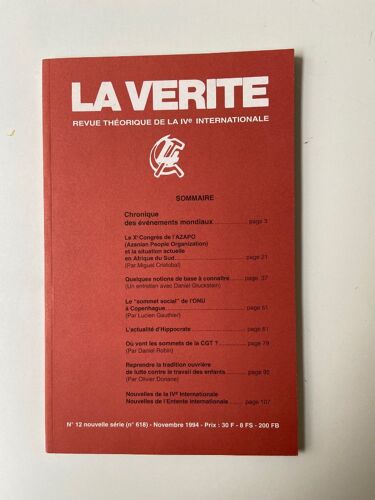 LA VERITE
REVUE THÉORIQUE DE LA IVe INTERNATIONALE
4
SOMMAIRE
Chronique
des événements mondiaux ............ page 3
Le Xe Congrès de l'AZAPO
(Azanian People Organization)
et la situation actuelle
en Afrique du Sud ............ page 21
(Par Miguel Cristobal)
Quelques notions de base à connaître ...... page 37
(Un entretien avec Daniel Gluckstein)
Le "sommet social" de l'ONU
à Copenhague ............ page 51
(Par Lucien Gauthier)
L'actualité d'Hippocrate ............ page 61
Où vont les sommets de la CGT ? ............ page 79
(Par Daniel Robin)
Reprendre la tradition ouvrière
de lutte contre le travail des enfants ......... page 95
(Par Olivier Doriane)
Nouvelles de la IVe Internationale
Nouvelles de l'Entente internationale ....... page 107
N° 12 nouvelle série (n° 618) - Novembre 1994 - Prix : 30 F - 8 FS - 200 FB